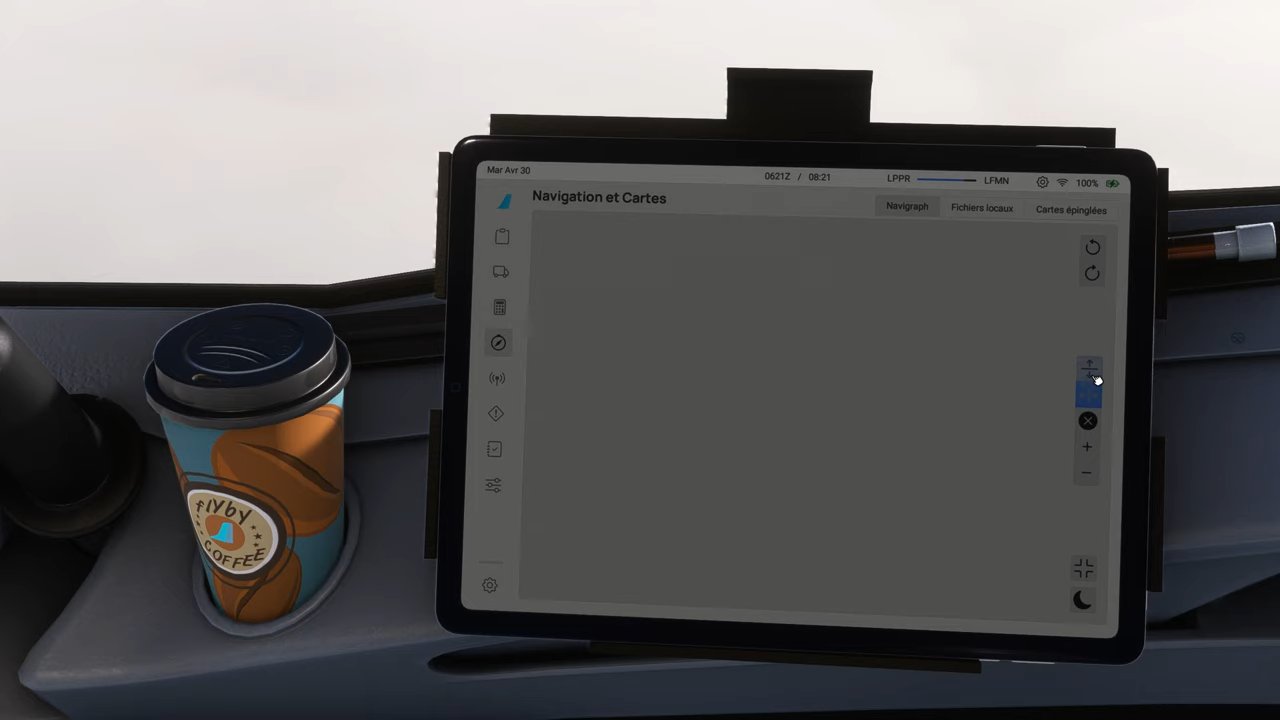 Mar Avr 30
0621Z / 08:21
LPPR LFMN
100%
Navigation et Cartes
Navigraph
Fichiers locaux
Cartes épinglées
flyby
COFFEE